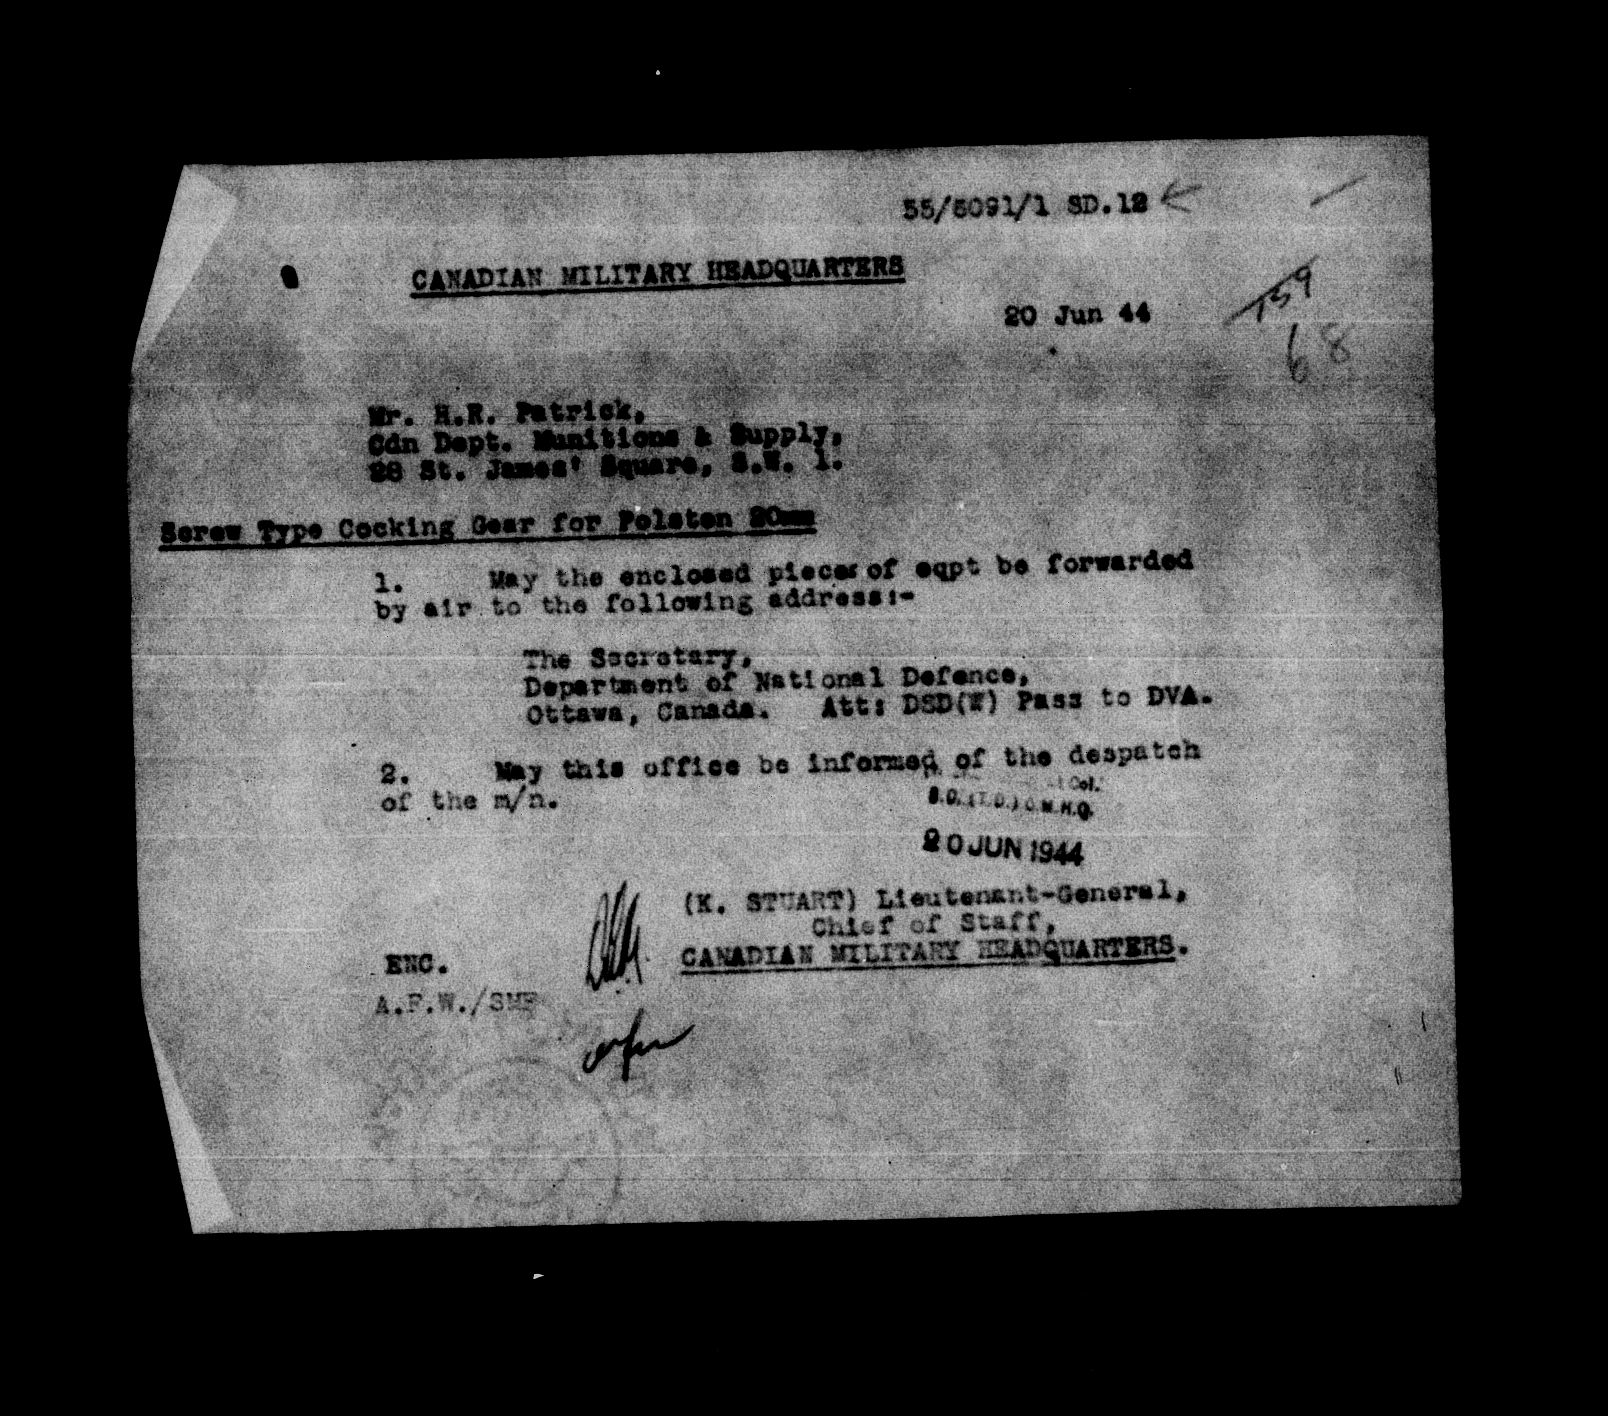 55/5091/1 SD.12
CANADIAN MILITARY HEADQUARTERS
20 Jun 44
159
68
Mr. H.R. Patrick,
Cdn Dept. Munitions & Supply,
28 St. James' Square, S.W. 1.
Screw Type Cocking Gear for Polsten 20mm
1. May the enclosed pieces of eqpt be forwarded
by air to the following address:-
The Secretary,
Department of National Defence,
Ottawa, Canada. Att: DSD(W) Pass to DVA.
2. May this office be informed of the despatch
of the m/n.
Col.
C.M.H.Q.
20 JUN 1944
(K. STUART) Lieutenant-General,
Chief of Staff,
CANADIAN MILITARY HEADQUARTERS.
ENC.
A.F.W./SMF